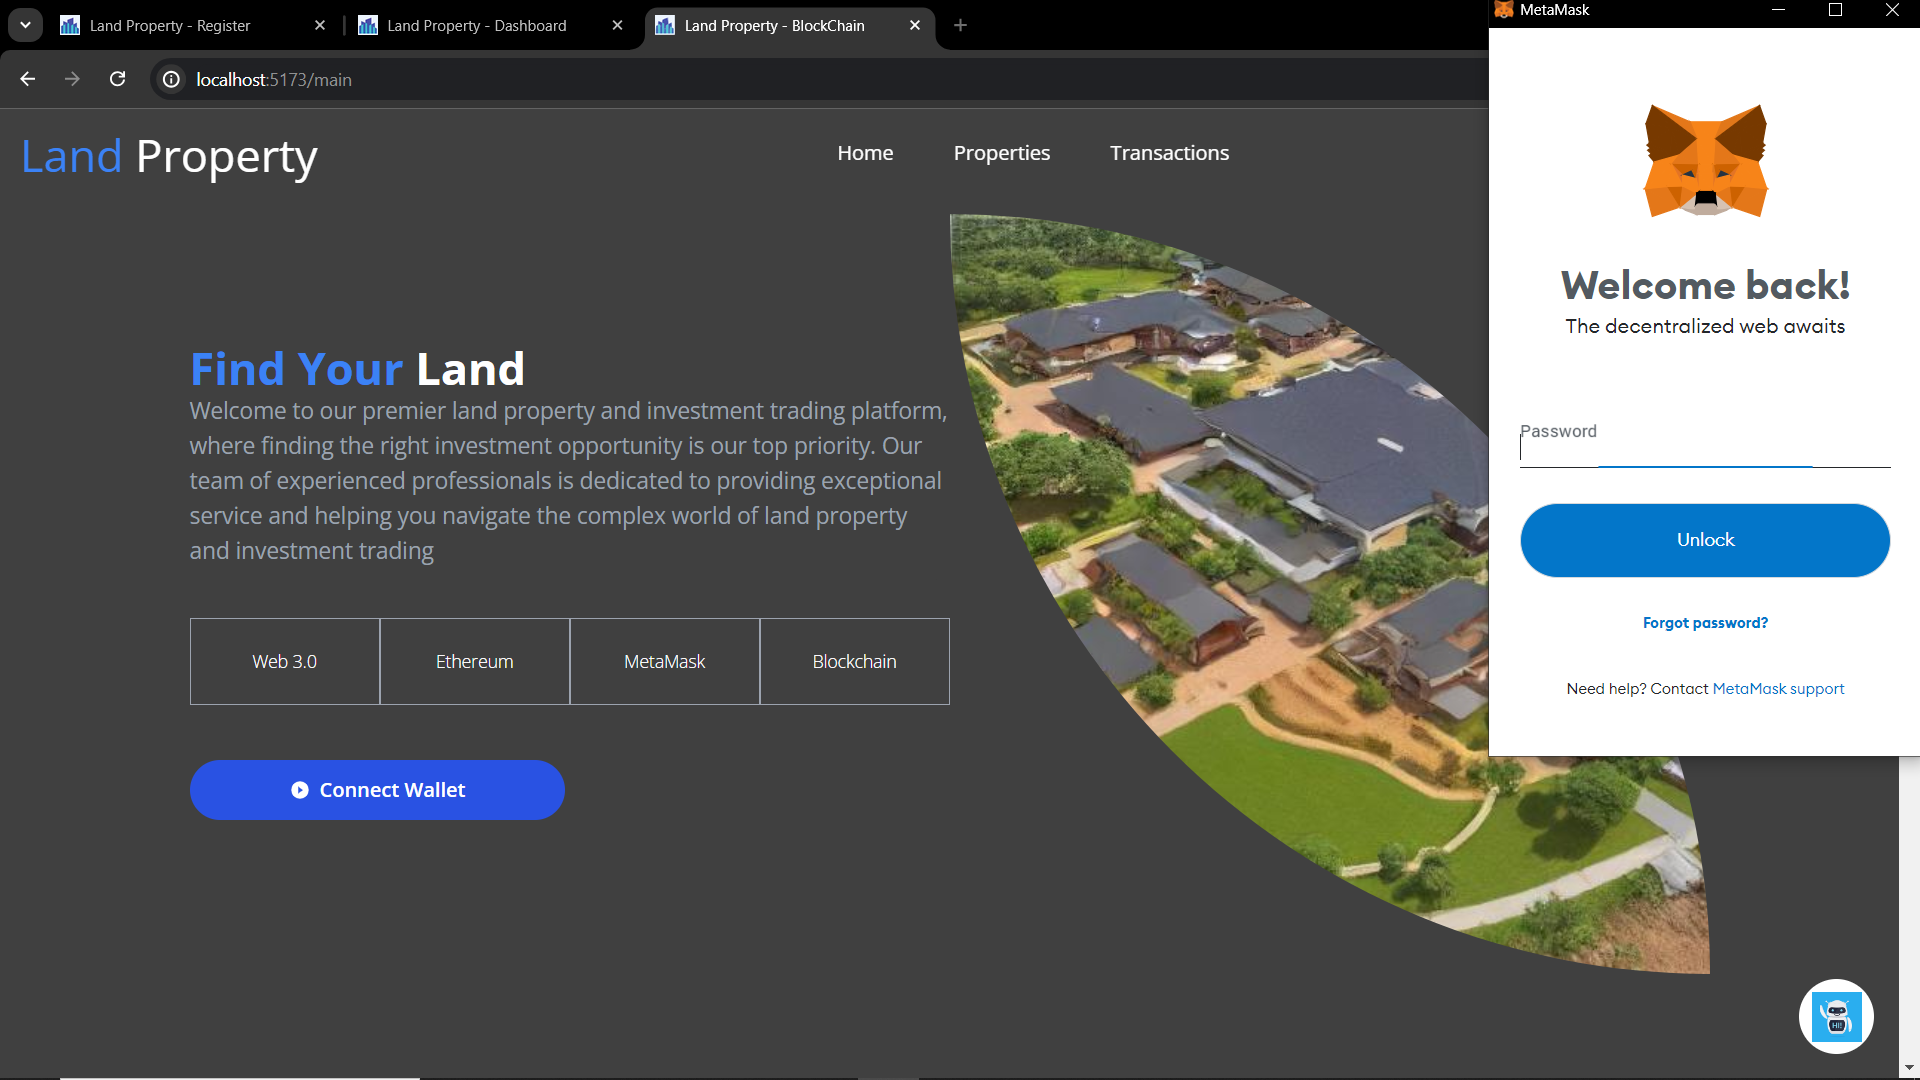 Land Property - Register
Land Property - Dashboard
Land Property - BlockChain
MetaMask
localhost:5173/main
Land Property
Home
Properties
Transactions
Welcome back!
The decentralized web awaits
Find Your Land
Welcome to our premier land property and investment trading platform,
where finding the right investment opportunity is our top priority. Our
team of experienced professionals is dedicated to providing exceptional
service and helping you navigate the complex world of land property
and investment trading
Password
Unlock
Forgot password?
Web 3.0
Ethereum
MetaMask
Blockchain
Need help? Contact MetaMask support
Connect Wallet
HI!